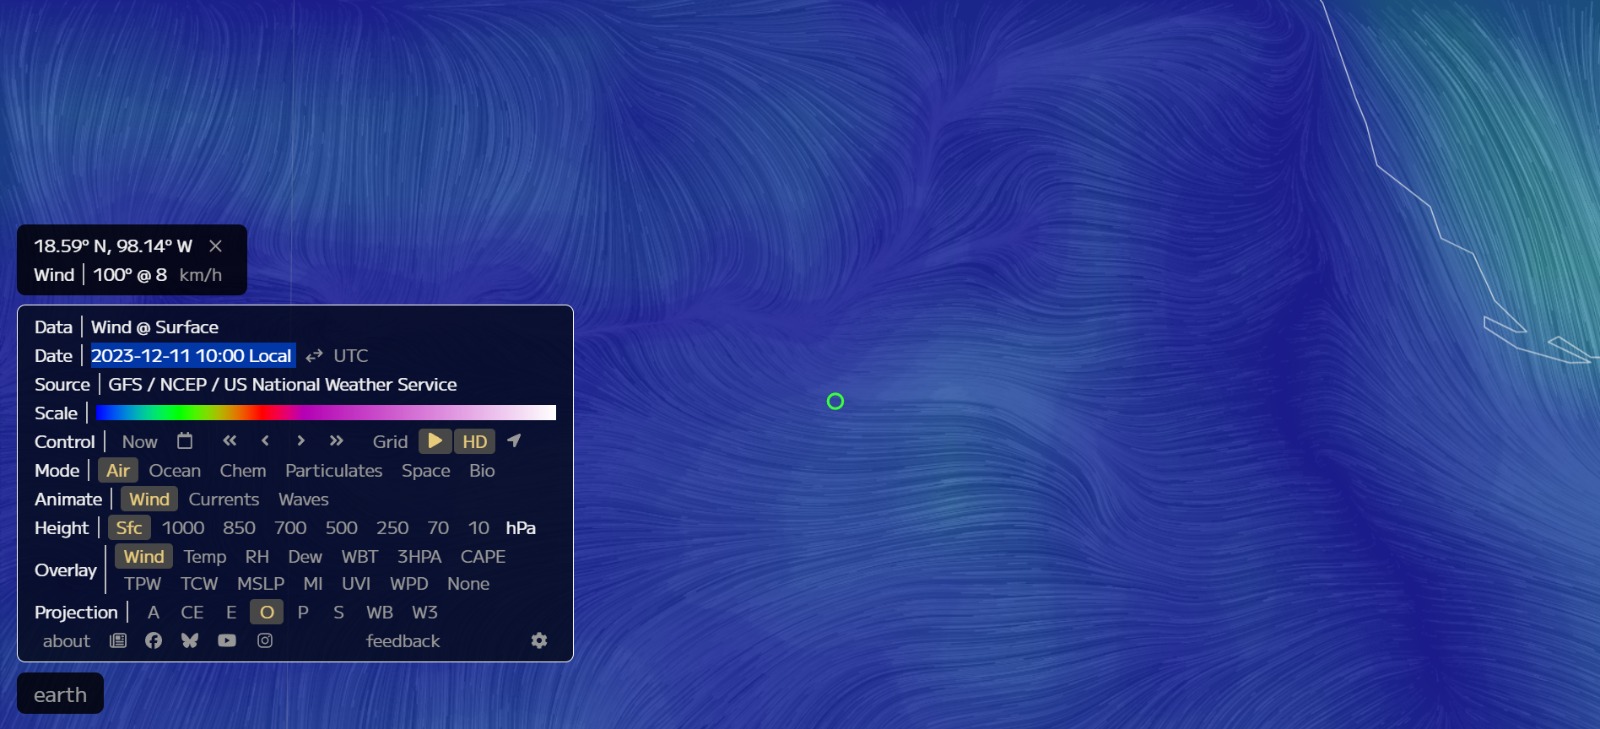 18.59° N, 98.14° W ×
Wind | 100° @ 8 km/h
Data | Wind @ Surface
Date | 2023-12-11 10:00 Local ⇄ UTC
Source | GFS / NCEP / US National Weather Service
Scale |
Control | Now « ‹ › » Grid ▶ HD
Mode | Air Ocean Chem Particulates Space Bio
Animate | Wind Currents Waves
Height | Sfc 1000 850 700 500 250 70 10 hPa
Overlay | Wind Temp RH Dew WBT 3HPA CAPE
TPW TCW MSLP MI UVI WPD None
Projection | A CE E O P S WB W3
about feedback
earth